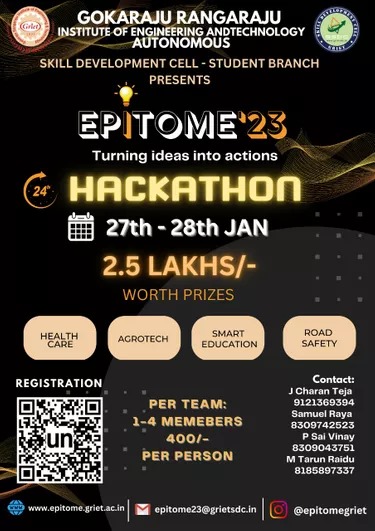 GOKARAJU RANGARAJU
INSTITUTE OF ENGINEERING ANDTECHNOLOGY
AUTONOMOUS
SKILL DEVELOPMENT CELL - STUDENT BRANCH
PRESENTS
EPITOME'23
Turning ideas into actions
24h
HACKATHON
27th - 28th JAN
2.5 LAKHS/-
WORTH PRIZES
HEALTH
CARE
AGROTECH
SMART
EDUCATION
ROAD
SAFETY
REGISTRATION
un
PER TEAM:
1-4 MEMEBERS
400/-
PER PERSON
Contact:
J Charan Teja
9121369394
Samuel Raya
8309742523
P Sai Vinay
8309043751
M Tarun Raidu
8185897337
www.epitome.griet.ac.in
epitome23@grietsdc.in
@epitomegriet